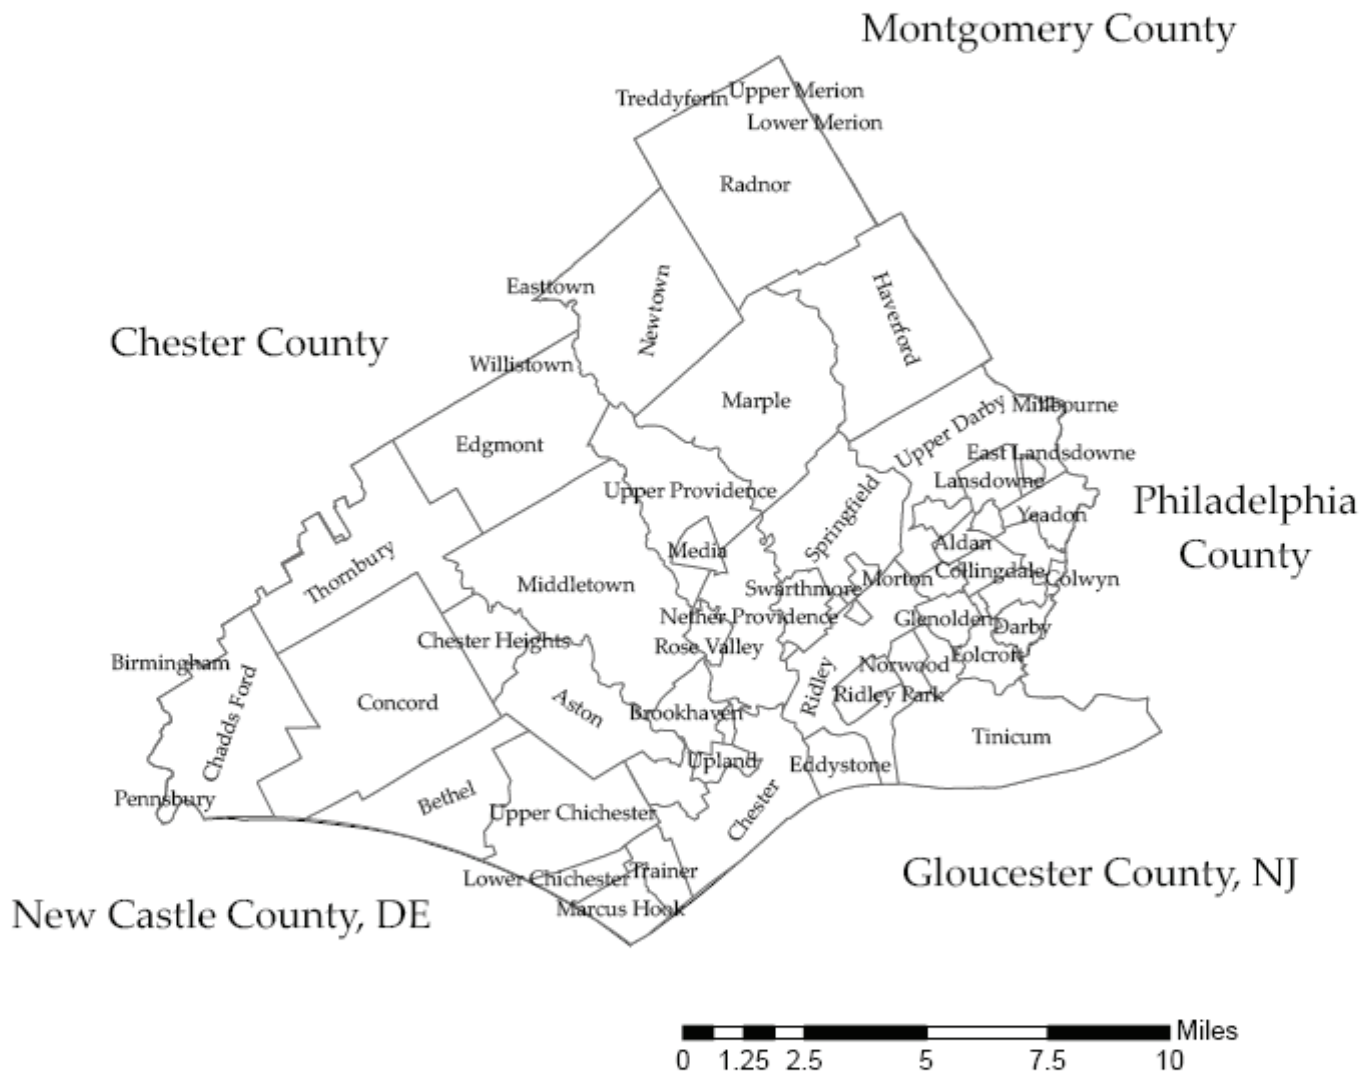 Montgomery County
Upper Merion
Treddyferin
Lower Merion
Radnor
Easttown
Newtown
Haverford
Chester County
Willistown
Marple
Millbourne
Edgmont
Upper Darby
East Landsdowne
Lansdowne
Upper Providence
Philadelphia
County
Springfield
Yeadon
Media
Aldan
Thornbury
Middletown
Swarthmore
Morton
Collingdale
Colwyn
Nether Providence
Glenolden
Darby
Chester Heights
Rose Valley
Folcroft
Birmingham
Norwood
Chadds Ford
Concord
Aston
Ridley
Ridley Park
Brookhaven
Tinicum
Upland
Eddystone
Pennsbury
Bethel
Upper Chichester
Chester
Lower Chichester
Trainer
Gloucester County, NJ
Marcus Hook
New Castle County, DE
Miles
0 1.25 2.5 5 7.5 10